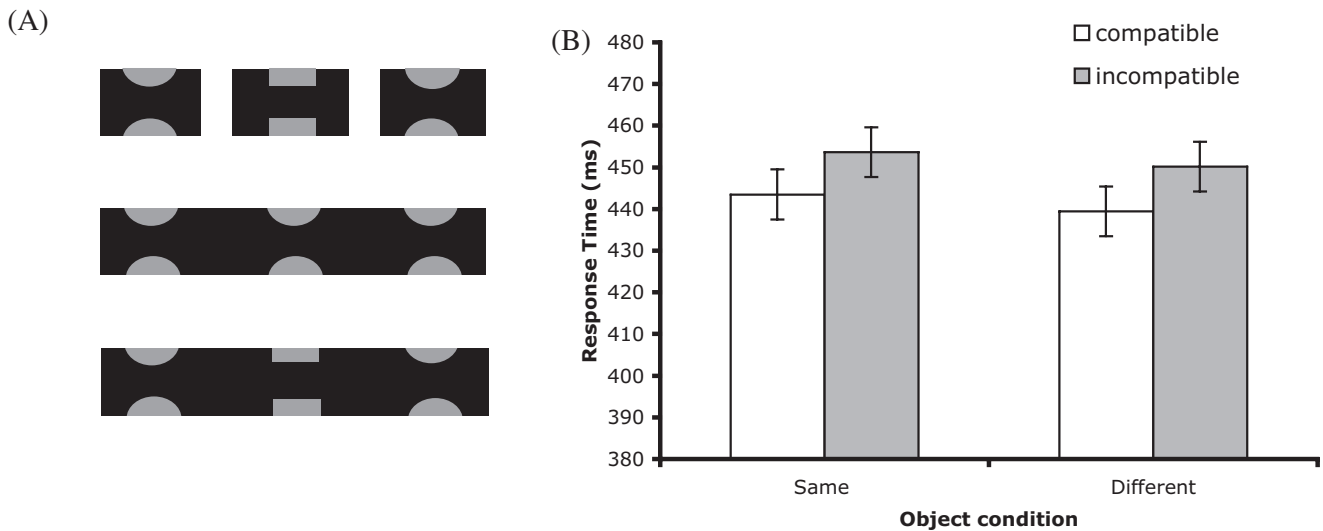 (A)
(B)
compatible
incompatible
Response Time (ms)
480
470
460
450
440
430
420
410
400
390
380
Same
Different
Object condition